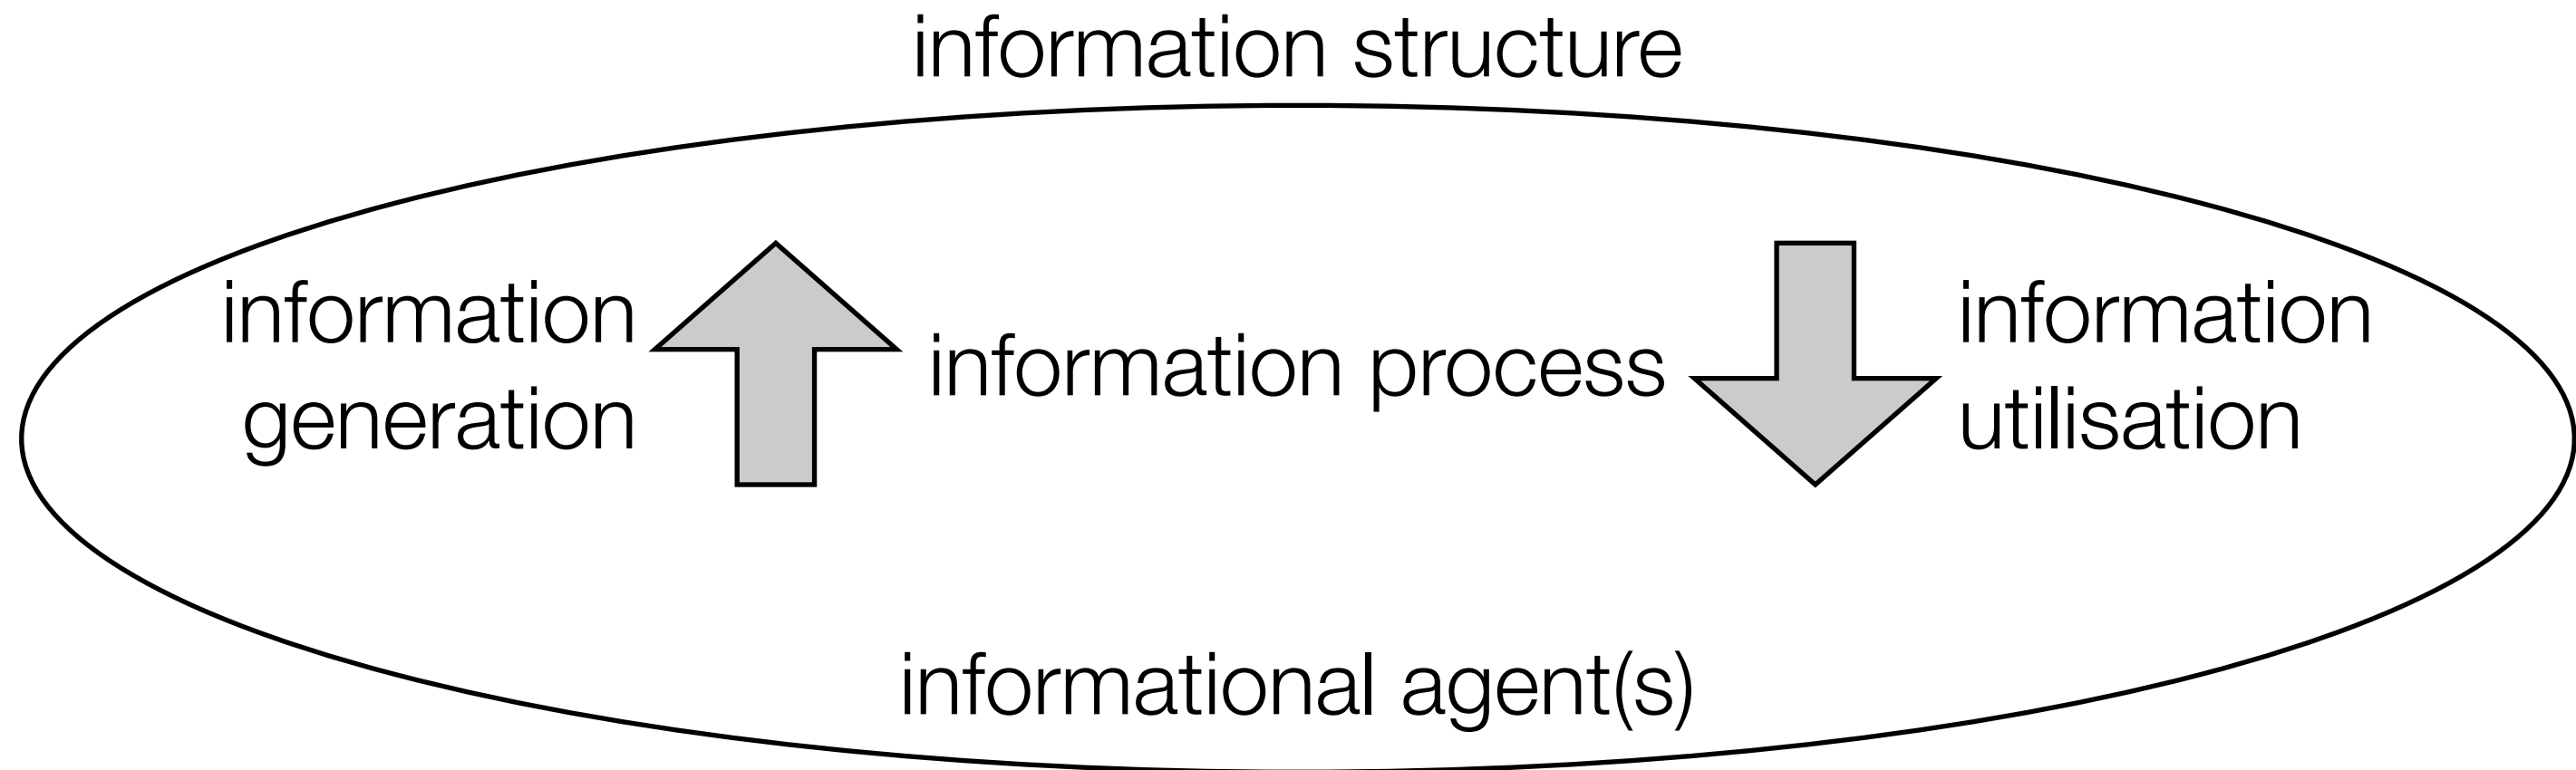 information structure
information
generation
information process
information
utilisation
informational agent(s)